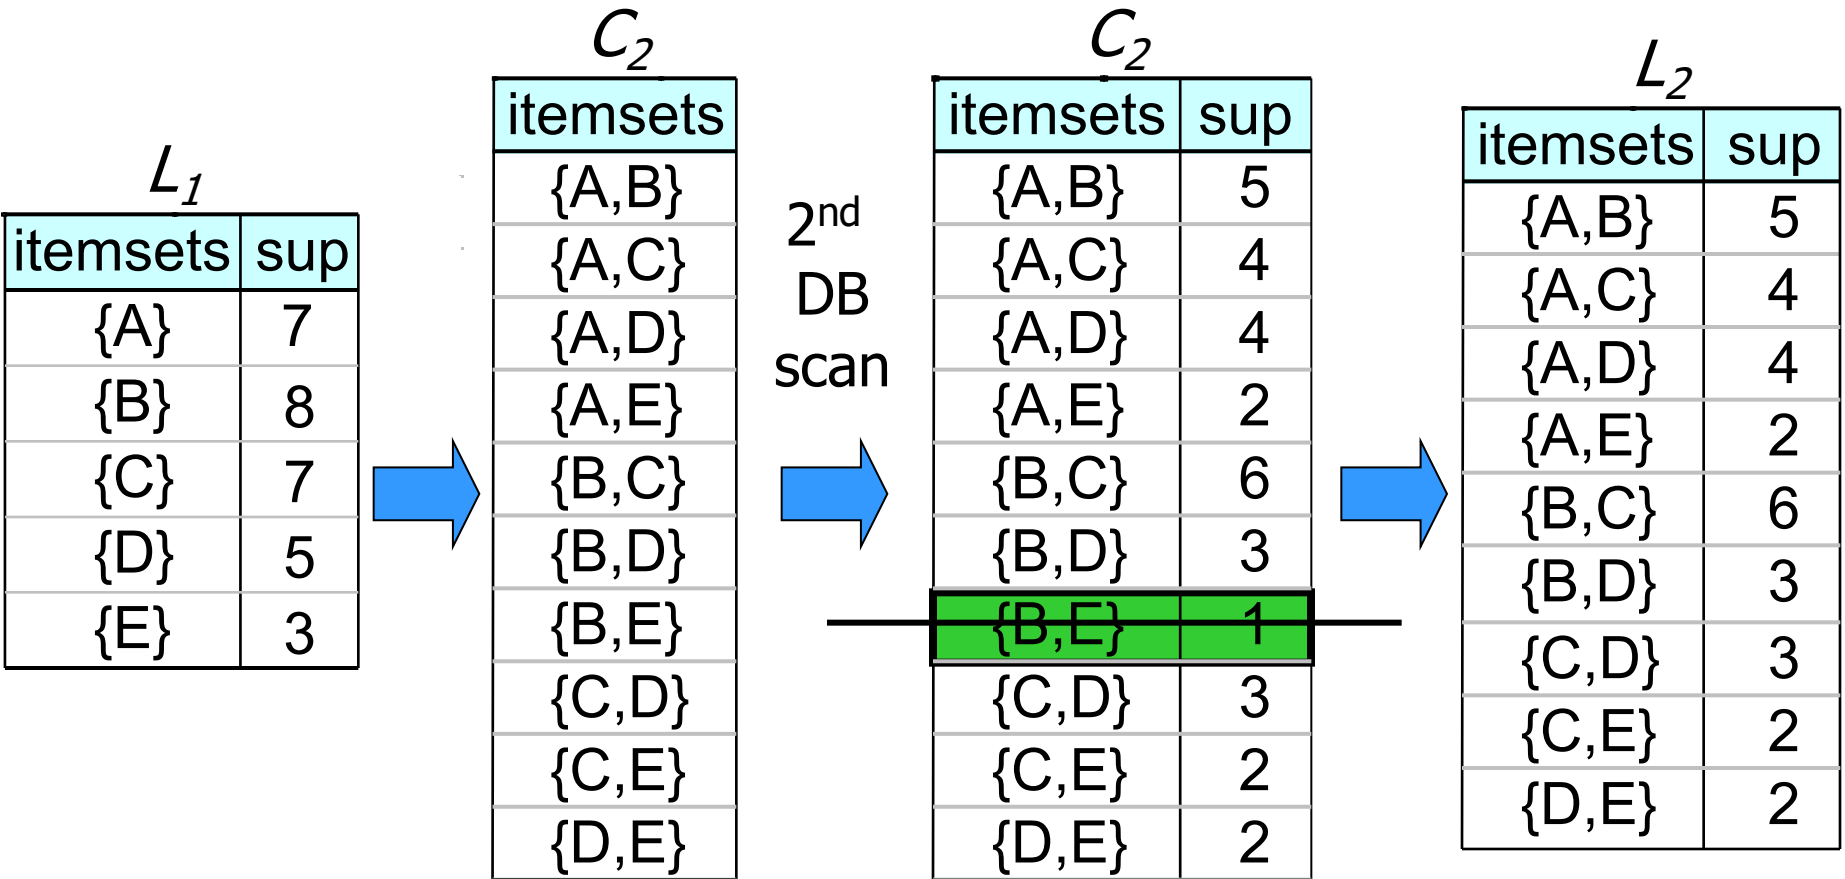 L1
itemsets sup
{A} 7
{B} 8
{C} 7
{D} 5
{E} 3
C2
itemsets
{A,B}
{A,C}
{A,D}
{A,E}
{B,C}
{B,D}
{B,E}
{C,D}
{C,E}
{D,E}
2nd
DB
scan
C2
itemsets sup
{A,B} 5
{A,C} 4
{A,D} 4
{A,E} 2
{B,C} 6
{B,D} 3
{B,E} 1
{C,D} 3
{C,E} 2
{D,E} 2
L2
itemsets sup
{A,B} 5
{A,C} 4
{A,D} 4
{A,E} 2
{B,C} 6
{B,D} 3
{C,D} 3
{C,E} 2
{D,E} 2